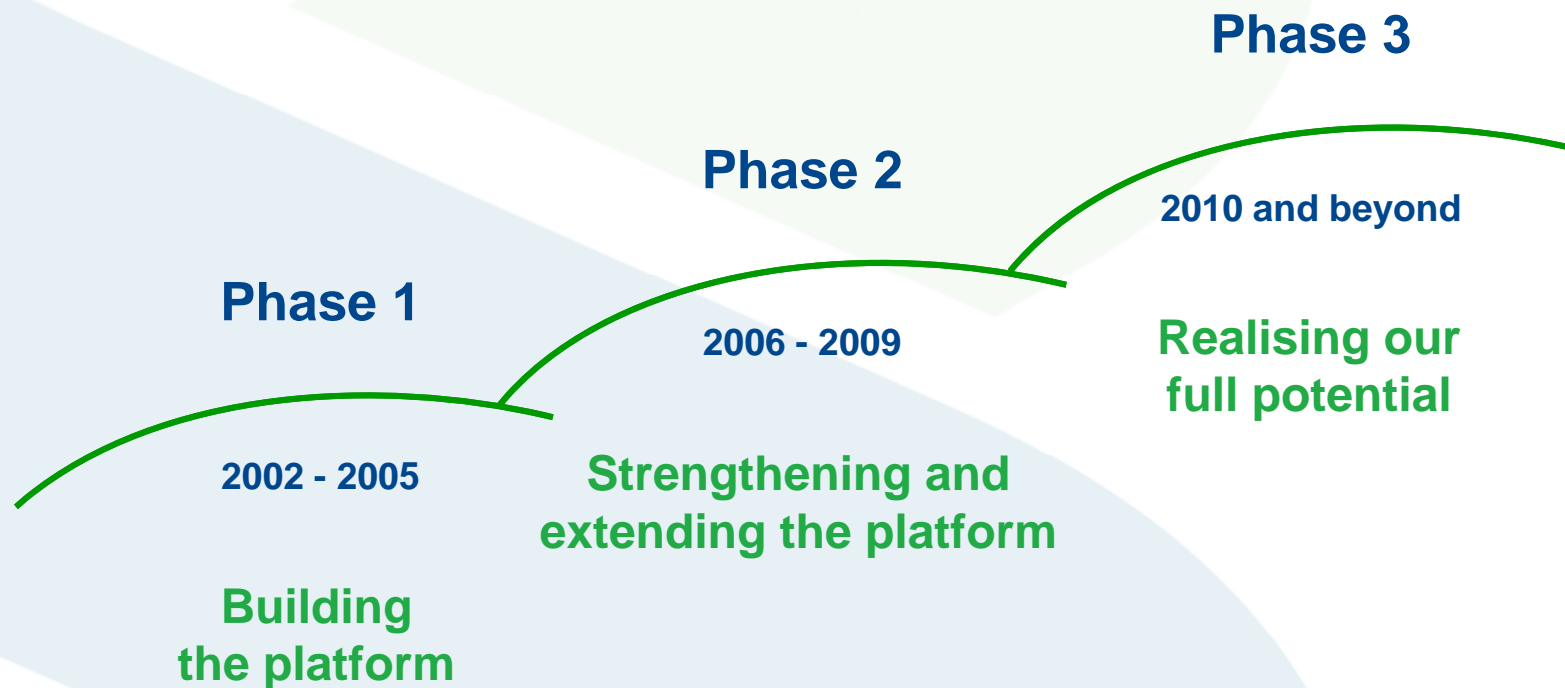 Phase 1
2002 - 2005
Building
the platform
Phase 2
2006 - 2009
Strengthening and
extending the platform
Phase 3
2010 and beyond
Realising our
full potential